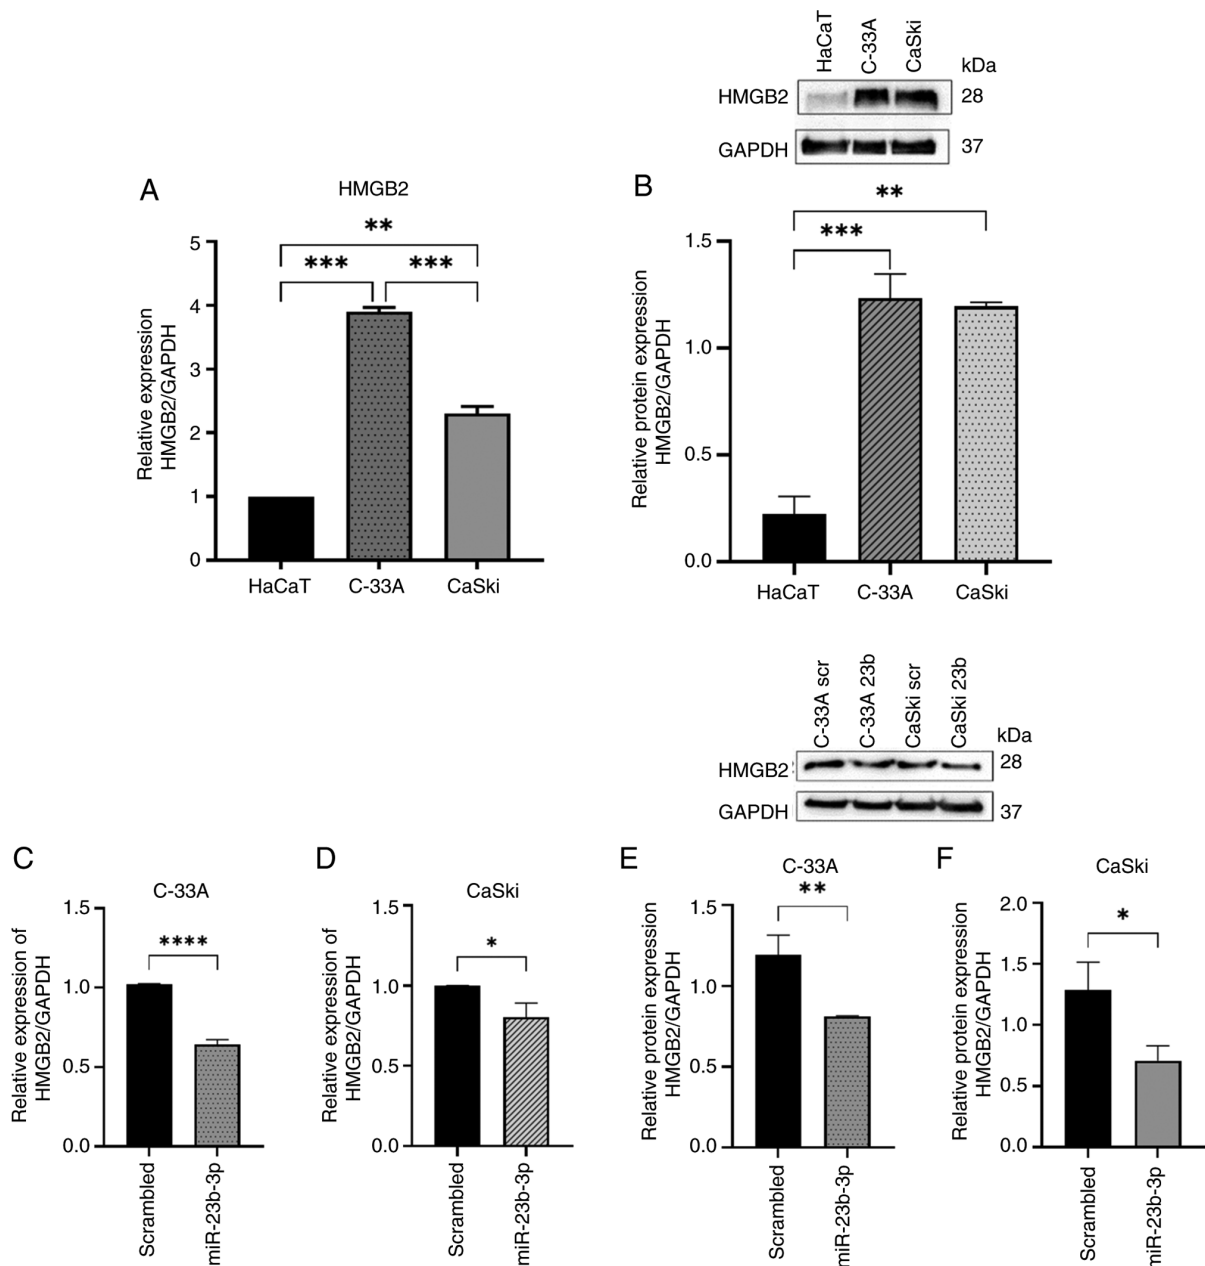 HaCaT
C-33A
CaSki
kDa
HMGB2
28
GAPDH
37
A
HMGB2
**
***
***
5
4
3
2
1
0
Relative expression
HMGB2/GAPDH
HaCaT
C-33A
CaSki
B
**
***
1.5
1.0
0.5
0.0
Relative protein expression
HMGB2/GAPDH
HaCaT
C-33A
CaSki
C-33A scr
C-33A 23b
CaSki scr
CaSki 23b
kDa
HMGB2
28
GAPDH
37
C
C-33A
****
1.5
1.0
0.5
0.0
Relative expression of
HMGB2/GAPDH
Scrambled
miR-23b-3p
D
CaSki
*
1.5
1.0
0.5
0.0
Relative expression of
HMGB2/GAPDH
Scrambled
miR-23b-3p
E
C-33A
**
1.5
1.0
0.5
0.0
Relative protein expression
HMGB2/GAPDH
Scrambled
miR-23b-3p
F
CaSki
*
2.0
1.5
1.0
0.5
0.0
Relative protein expression
HMGB2/GAPDH
Scrambled
miR-23b-3p